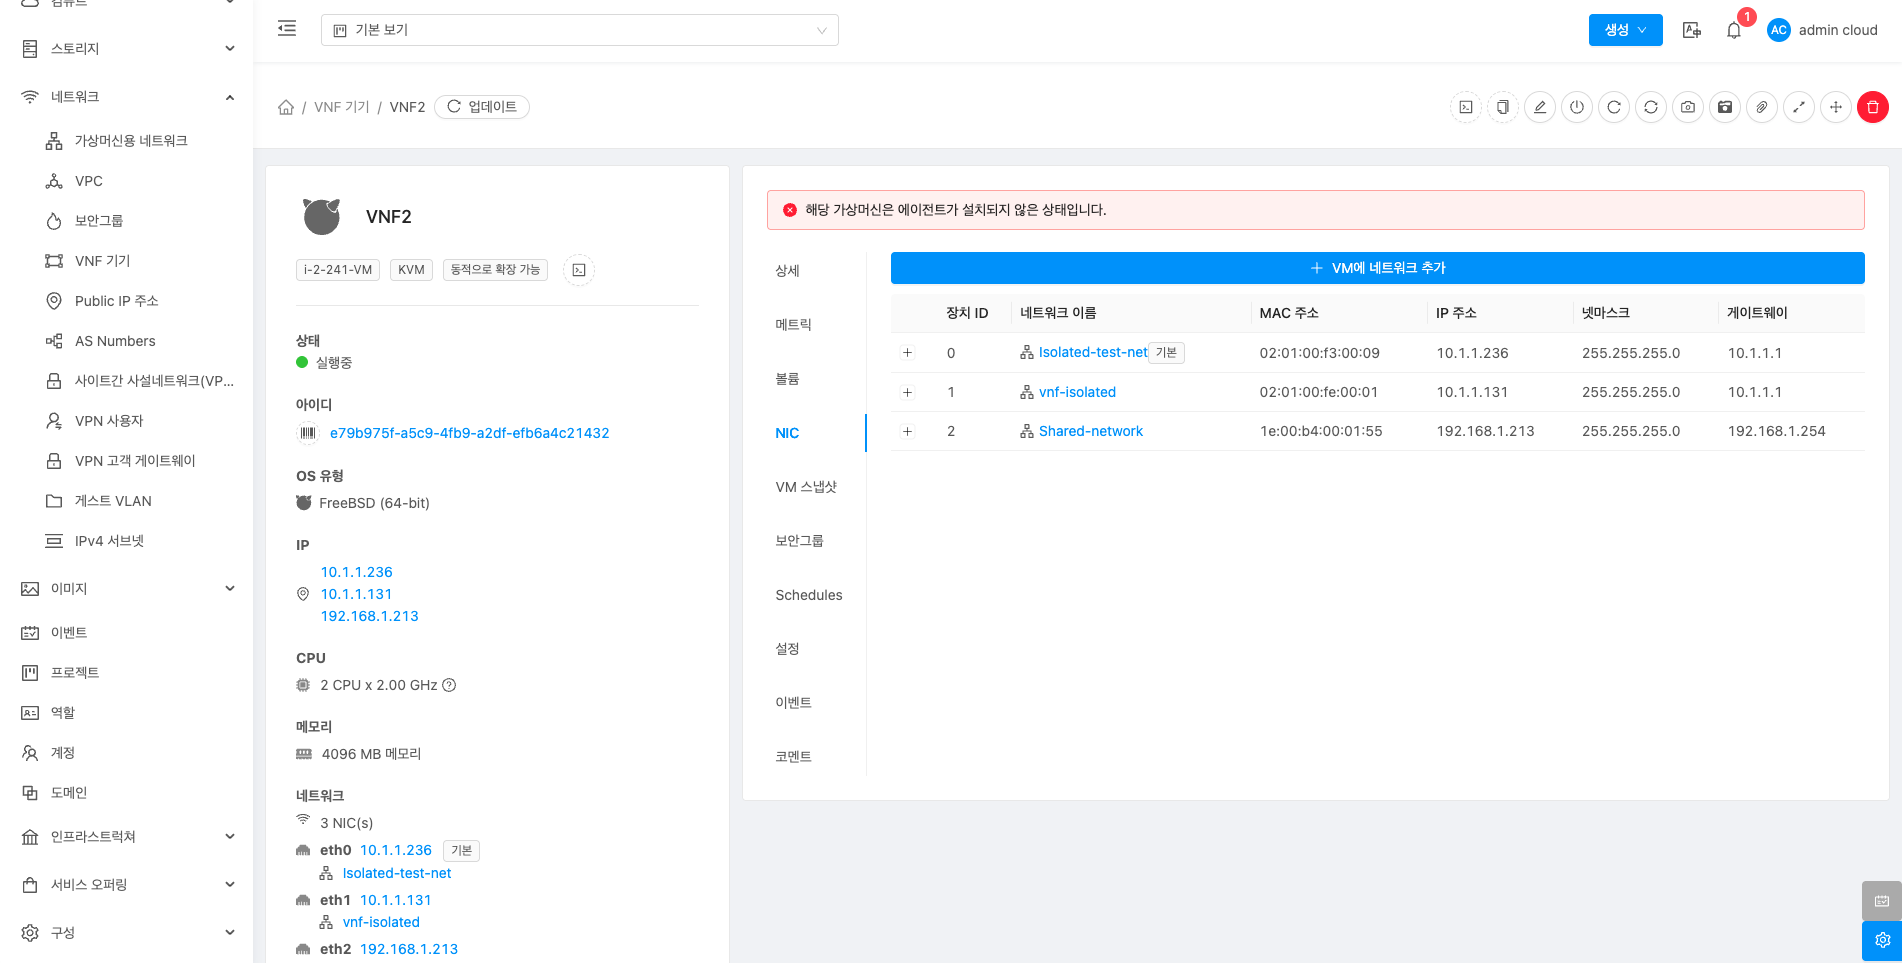 컴퓨트
스토리지
네트워크
가상머신용 네트워크
VPC
보안그룹
VNF 기기
Public IP 주소
AS Numbers
사이트간 사설네트워크(VP...
VPN 사용자
VPN 고객 게이트웨이
게스트 VLAN
IPv4 서브넷
이미지
이벤트
프로젝트
역할
계정
도메인
인프라스트럭쳐
서비스 오퍼링
구성
기본 보기
생성
1
AC admin cloud
/ VNF 기기 / VNF2 업데이트
VNF2
i-2-241-VM KVM 동적으로 확장 가능
상태
실행중
아이디
e79b975f-a5c9-4fb9-a2df-efb6a4c21432
OS 유형
FreeBSD (64-bit)
IP
10.1.1.236
10.1.1.131
192.168.1.213
CPU
2 CPU x 2.00 GHz
메모리
4096 MB 메모리
네트워크
3 NIC(s)
eth0 10.1.1.236 기본
Isolated-test-net
eth1 10.1.1.131
vnf-isolated
eth2 192.168.1.213
해당 가상머신은 에이전트가 설치되지 않은 상태입니다.
상세
메트릭
볼륨
NIC
VM 스냅샷
보안그룹
Schedules
설정
이벤트
코멘트
VM에 네트워크 추가
장치 ID 네트워크 이름 MAC 주소 IP 주소 넷마스크 게이트웨이
0 Isolated-test-net 기본 02:01:00:f3:00:09 10.1.1.236 255.255.255.0 10.1.1.1
1 vnf-isolated 02:01:00:fe:00:01 10.1.1.131 255.255.255.0 10.1.1.1
2 Shared-network 1e:00:b4:00:01:55 192.168.1.213 255.255.255.0 192.168.1.254